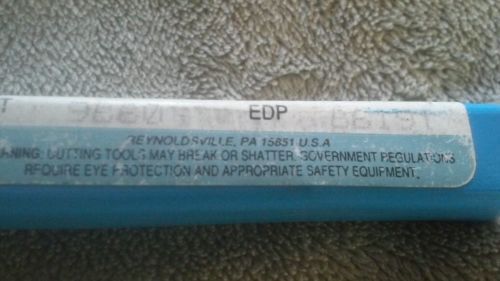 EDP
REYNOLDSVILLE, PA 15851 U.S.A
RNING: CUTTING TOOLS MAY BREAK OR SHATTER. GOVERNMENT REGULATIONS
REQUIRE EYE PROTECTION AND APPROPRIATE SAFETY EQUIPMENT.